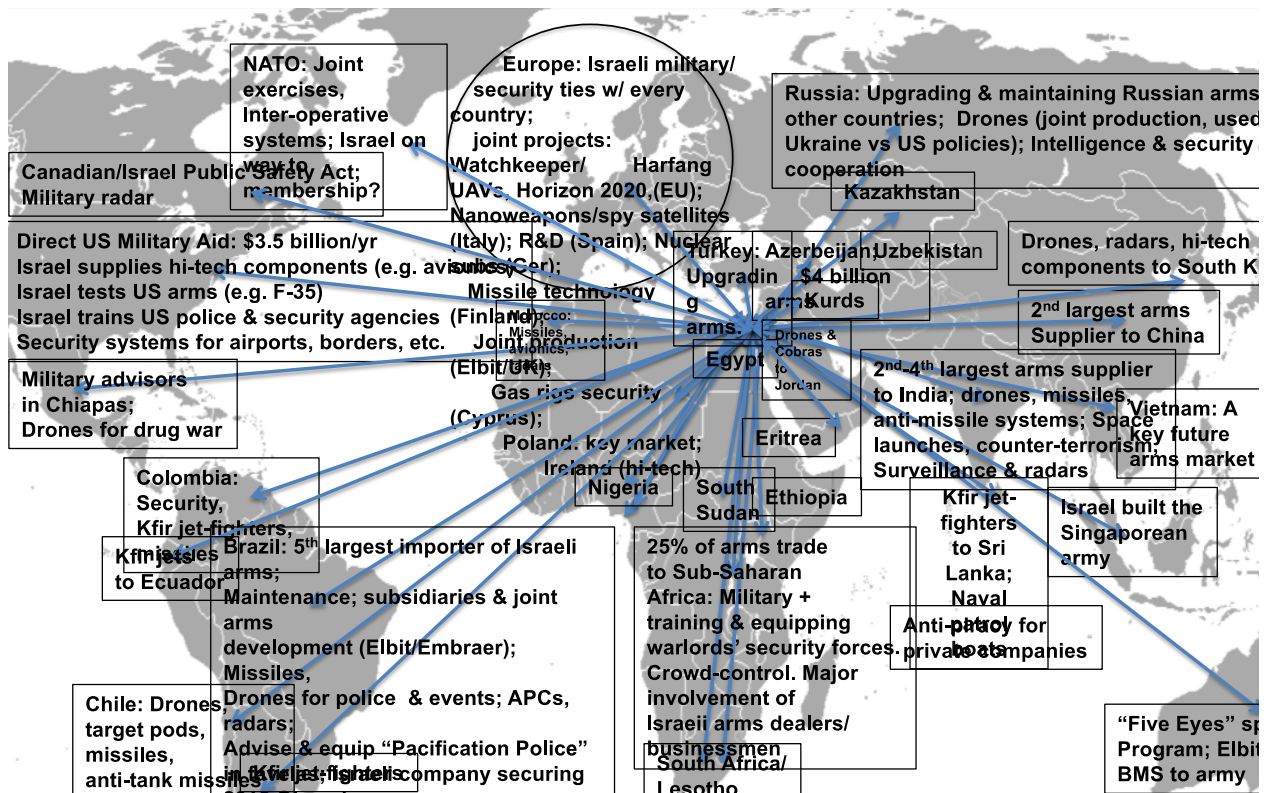 NATO: Joint
exercises,
Inter-operative
systems; Israel on
way to
membership?
Europe: Israeli military/
security ties w/ every
country;
joint projects:
Watchkeeper/ Harfang
UAVs, Horizon 2020,(EU);
Nanoweapons/spy satellites
(Italy); R&D (Spain); Nuclear
subs (Ger);
Missile technology
(Finland);
Joint production
(Elbit/UK);
Gas rigs security
(Cyprus);
Poland: key market;
Ireland (hi-tech)
Russia: Upgrading & maintaining Russian arms
other countries; Drones (joint production, used
Ukraine vs US policies); Intelligence & security
cooperation
Kazakhstan
Canadian/Israel Public Safety Act;
Military radar
Direct US Military Aid: $3.5 billion/yr
Israel supplies hi-tech components (e.g. avionics)
Israel tests US arms (e.g. F-35)
Israel trains US police & security agencies
Security systems for airports, borders, etc.
Turkey:
Upgradin
g
arms.
Azerbeijan;
$4 billion
arms
Uzbekistan
Kurds
Drones, radars, hi-tech
components to South K
2nd largest arms
Supplier to China
Morocco:
Missiles,
avionics,
radars
Egypt
Drones &
Cobras
to
Jordan
Military advisors
in Chiapas;
Drones for drug war
2nd-4th largest arms supplier
to India; drones, missiles,
anti-missile systems; Space
launches, counter-terrorism,
Surveillance & radars
Vietnam: A
key future
arms market
Eritrea
Colombia:
Security,
Kfir jet-fighters,
missiles
Nigeria
South
Sudan
Ethiopia
Kfir jet-
fighters
to Sri
Lanka;
Naval
patrol
boats
Israel built the
Singaporean
army
Kfir jets
to Ecuador
Brazil: 5th largest importer of Israeli
arms;
Maintenance; subsidiaries & joint
arms
development (Elbit/Embraer);
Missiles,
Drones for police & events; APCs,
radars;
Advise & equip “Pacification Police”
in favelas; Israeli company securing
25% of arms trade
to Sub-Saharan
Africa: Military +
training & equipping
warlords’ security forces.
Crowd-control. Major
involvement of
Israeii arms dealers/
businessmen
Anti-piracy for
private companies
Chile: Drones,
target pods,
missiles,
anti-tank missiles
Kfir jet-fighters
South Africa/
Lesotho
“Five Eyes” sp
Program; Elbit
BMS to army